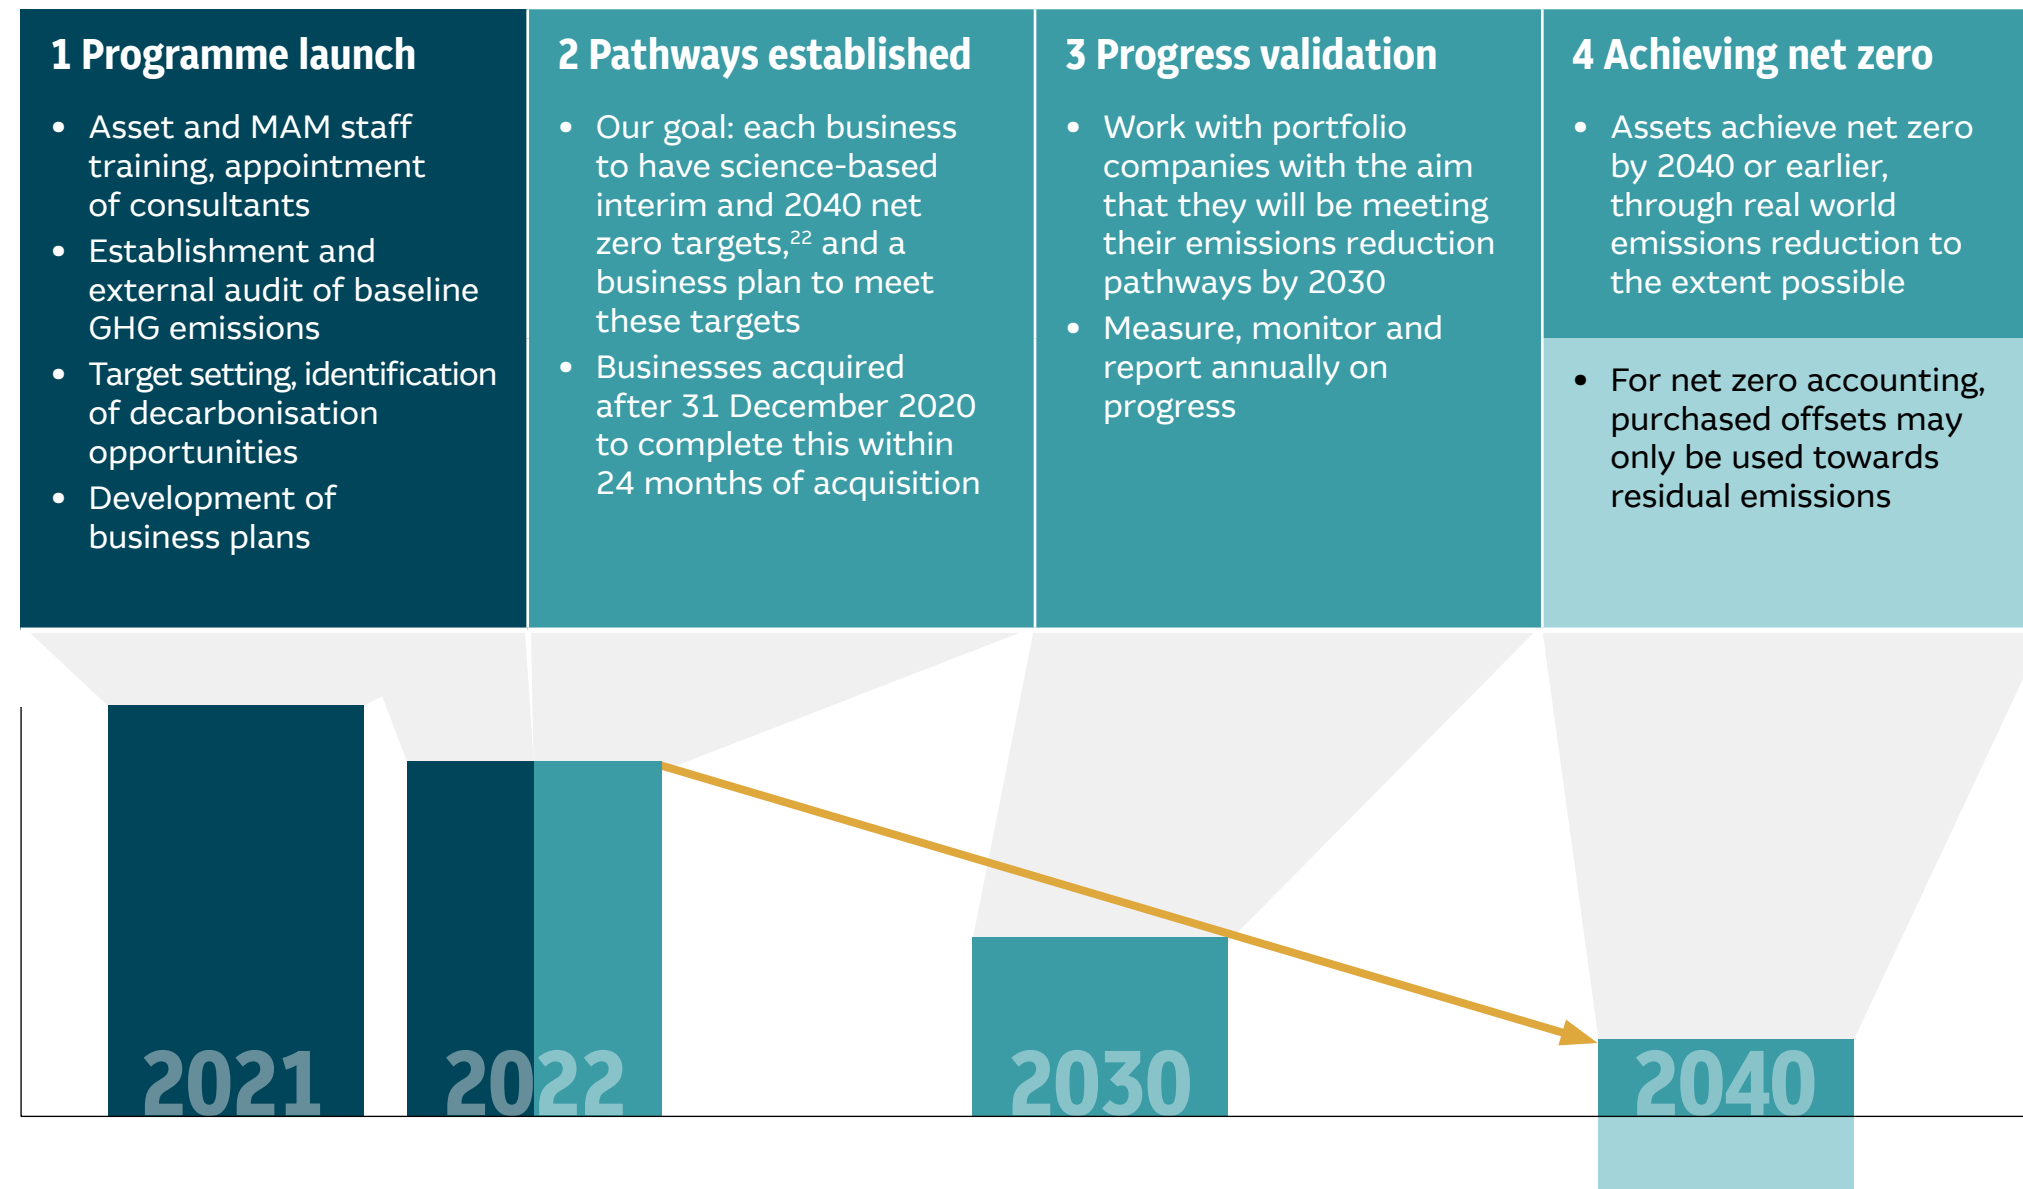 1 Programme launch
• Asset and MAM staff
training, appointment
of consultants
• Establishment and
external audit of baseline
GHG emissions
• Target setting, identification
of decarbonisation
opportunities
• Development of
business plans
2 Pathways established
• Our goal: each business
to have science-based
interim and 2040 net
zero targets,²² and a
business plan to meet
these targets
• Businesses acquired
after 31 December 2020
to complete this within
24 months of acquisition
3 Progress validation
• Work with portfolio
companies with the aim
that they will be meeting
their emissions reduction
pathways by 2030
• Measure, monitor and
report annually on
progress
4 Achieving net zero
• Assets achieve net zero
by 2040 or earlier,
through real world
emissions reduction to
the extent possible
• For net zero accounting,
purchased offsets may
only be used towards
residual emissions
2021
2022
2030
2040